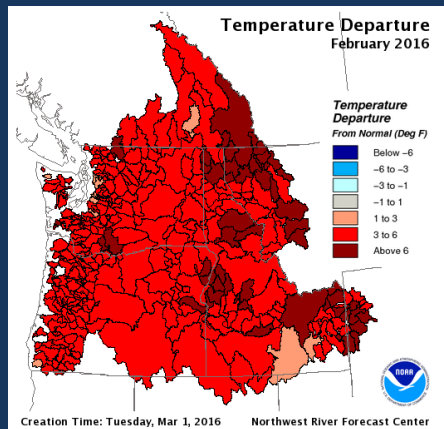 Temperature Departure
February 2016
Temperature
Departure
From Normal (Deg F)
Below -6
-6 to -3
-3 to -1
-1 to 1
1 to 3
3 to 6
Above 6
NOAA
Creation Time: Tuesday, Mar 1, 2016 Northwest River Forecast Center